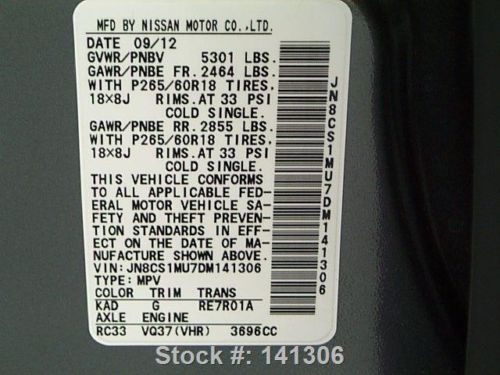 MFD BY NISSAN MOTOR CO.,LTD.
DATE 09/12
GVWR/PNBV 5301 LBS.
GAWR/PNBE FR. 2464 LBS.
WITH P265/60R18 TIRES,
18×8J RIMS.AT 33 PSI
COLD SINGLE.
GAWR/PNBE RR. 2855 LBS.
WITH P265/60R18 TIRES,
18×8J RIMS.AT 33 PSI
COLD SINGLE.
THIS VEHICLE CONFORMS
TO ALL APPLICABLE FED-
ERAL MOTOR VEHICLE SA-
FETY AND THEFT PREVEN-
TION STANDARDS IN EFF-
ECT ON THE DATE OF MA-
NUFACTURE SHOWN ABOVE.
VIN:JN8CS1MU7DM141306
TYPE:MPV
COLOR TRIM TRANS
KAD G RE7R01A
AXLE ENGINE
RC33 VQ37(VHR) 3696CC
JN8CS1MU7DM141306
Stock #: 141306